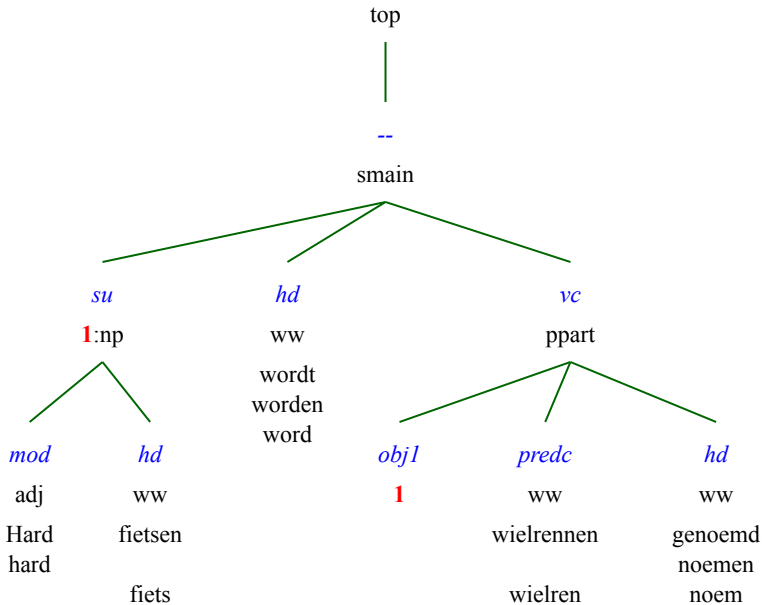 top
--
smain
su hd vc
1:np ww ppart
wordt
worden
word
mod hd obj1 predc hd
adj ww 1 ww ww
Hard fietsen wielrennen genoemd
hard noemen
fiets wielren noem